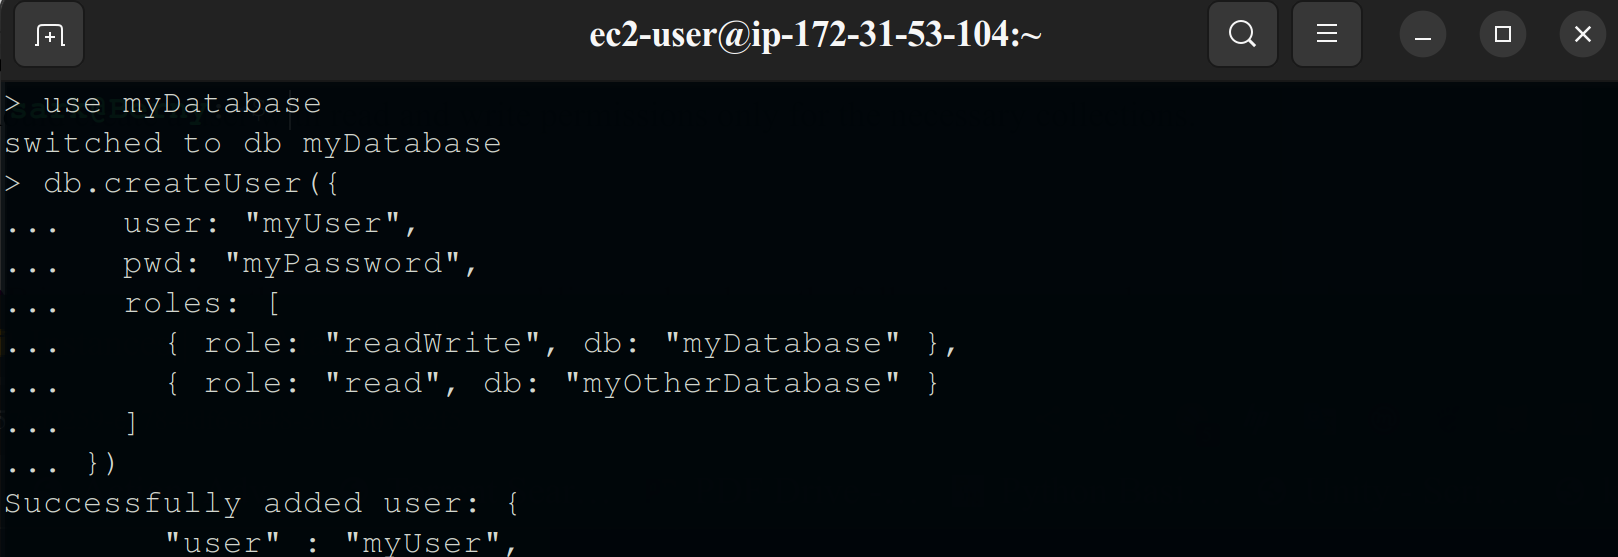 ec2-user@ip-172-31-53-104:~
> use myDatabase
switched to db myDatabase
> db.createUser({
...   user: "myUser",
...   pwd: "myPassword",
...   roles: [
...     { role: "readWrite", db: "myDatabase" },
...     { role: "read", db: "myOtherDatabase" }
...   ]
... })
Successfully added user: {
        "user" : "myUser",